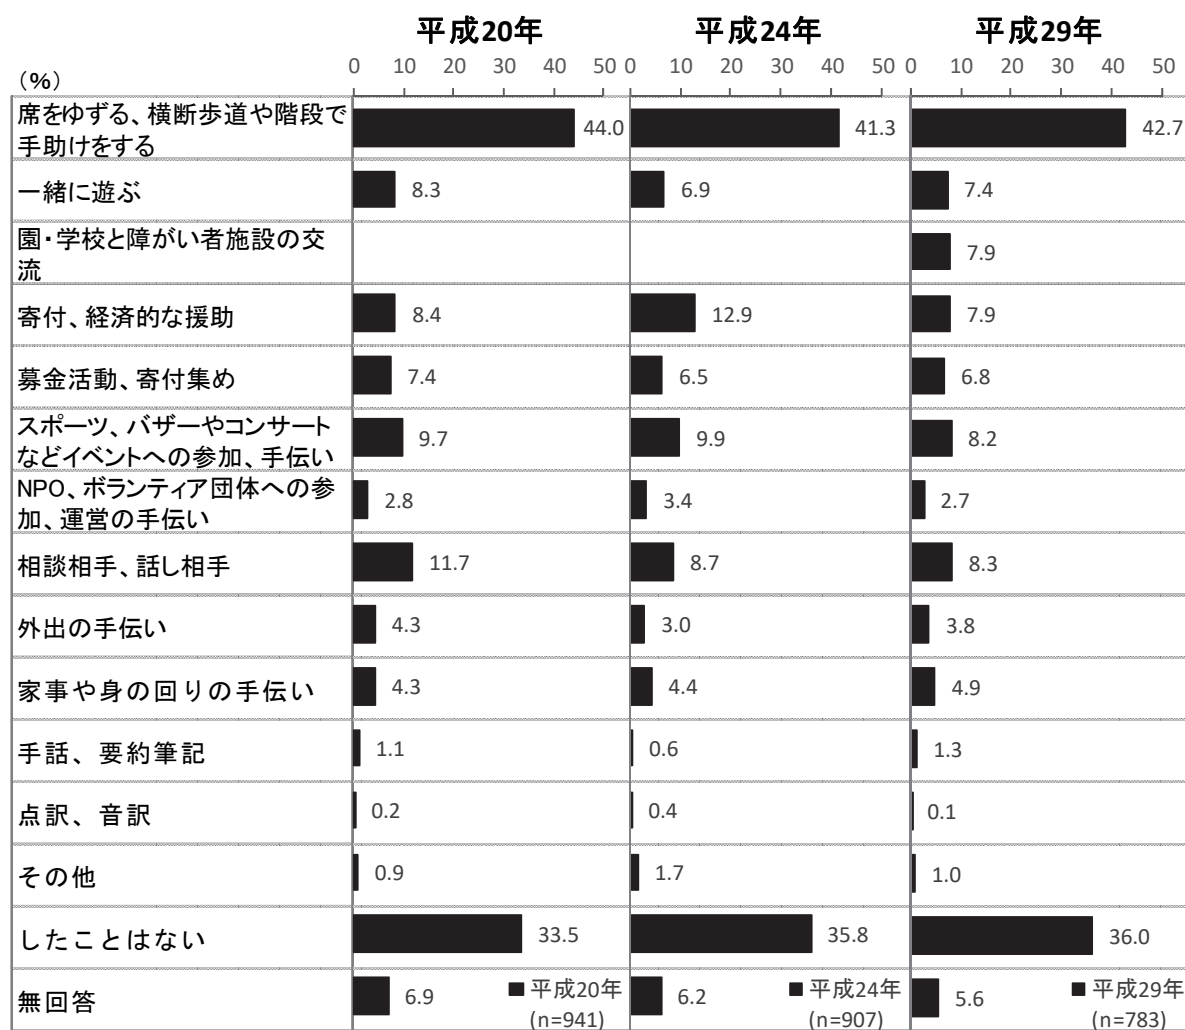 平成20年 平成24年 平成29年
(%) 0 10 20 30 40 50 0 10 20 30 40 50 0 10 20 30 40 50
席をゆずる、横断歩道や階段で
手助けをする 44.0 41.3 42.7
一緒に遊ぶ 8.3 6.9 7.4
園・学校と障がい者施設の交
流 7.9
寄付、経済的な援助 8.4 12.9 7.9
募金活動、寄付集め 7.4 6.5 6.8
スポーツ、バザーやコンサート
などイベントへの参加、手伝い 9.7 9.9 8.2
NPO、ボランティア団体への参
加、運営の手伝い 2.8 3.4 2.7
相談相手、話し相手 11.7 8.7 8.3
外出の手伝い 4.3 3.0 3.8
家事や身の回りの手伝い 4.3 4.4 4.9
手話、要約筆記 1.1 0.6 1.3
点訳、音訳 0.2 0.4 0.1
その他 0.9 1.7 1.0
したことはない 33.5 35.8 36.0
無回答 6.9 平成20年 6.2 平成24年 5.6 平成29年
(n=941) (n=907) (n=783)